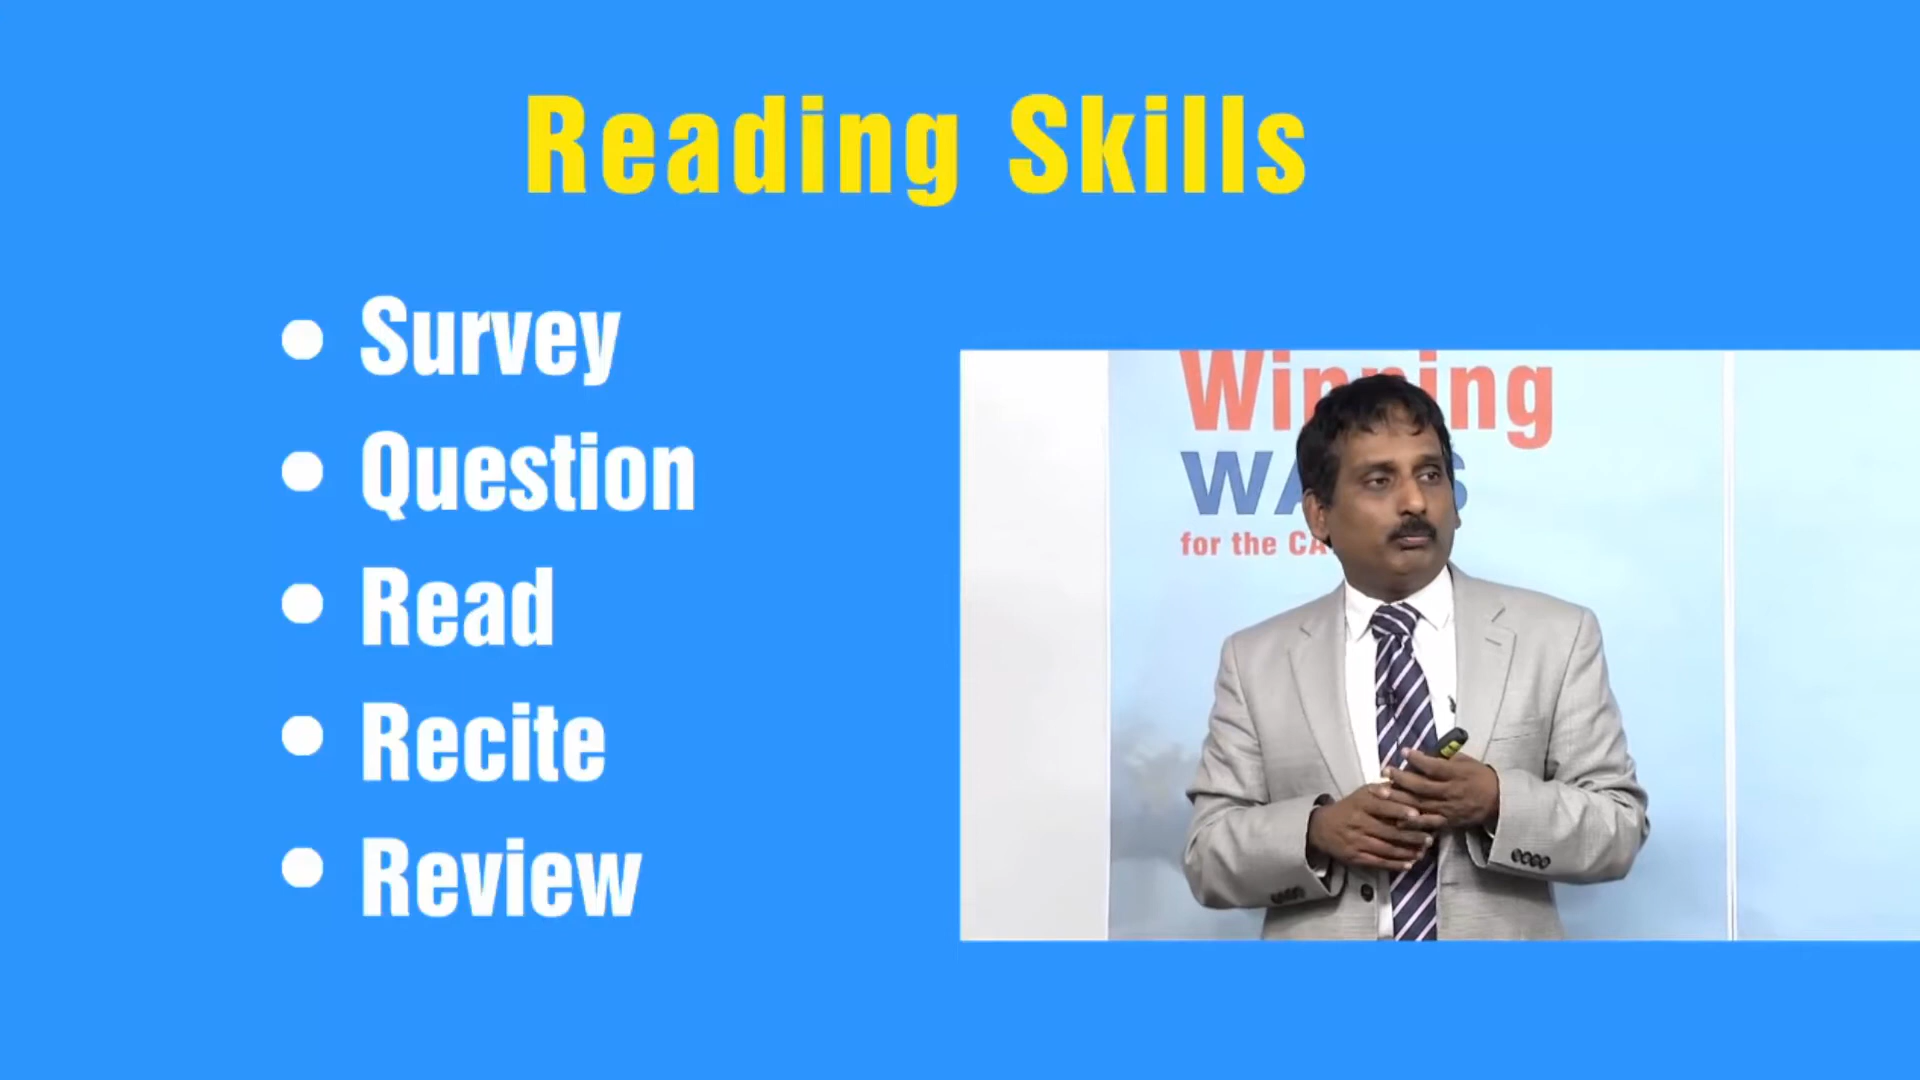 Reading Skills
• Survey
• Question
• Read
• Recite
• Review
for the